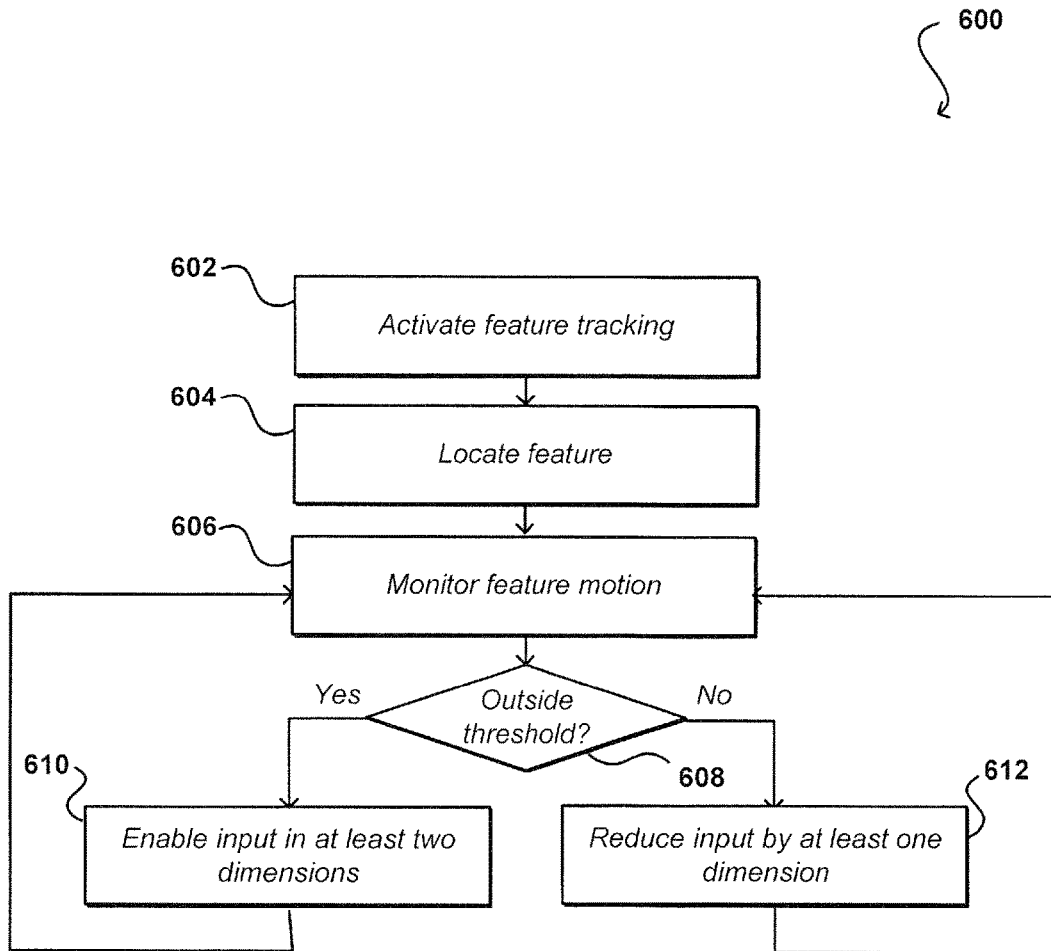 600
602
Activate feature tracking
604
Locate feature
606
Monitor feature motion
Yes
Outside
threshold?
No
608
610
Enable input in at least two
dimensions
612
Reduce input by at least one
dimension